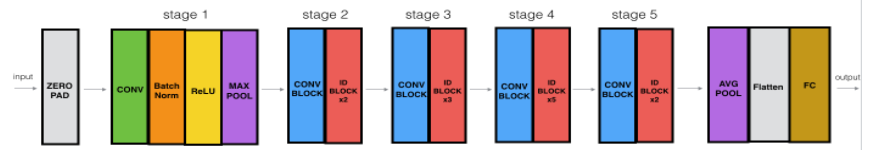 stage 1
stage 2
stage 3
stage 4
stage 5
input
ZERO
PAD
CONV
Batch
Norm
ReLU
MAX
POOL
CONV
BLOCK
ID
BLOCK
x2
CONV
BLOCK
ID
BLOCK
x3
CONV
BLOCK
ID
BLOCK
x5
CONV
BLOCK
ID
BLOCK
x2
AVG
POOL
Flatten
FC
output